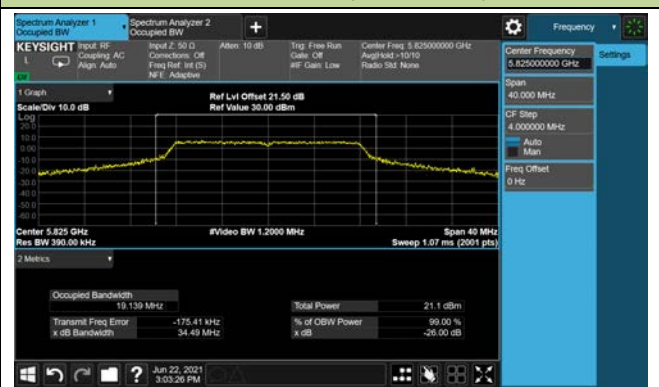 Spectrum Analyzer 1
Occupied BW
Spectrum Analyzer 2
Occupied BW
+
Frequency
KEYSIGHT
L
Input: RF
Coupling: AC
Align: Auto
Input Z: 50 Ω
Corrections: Off
Freq Ref: Int (S)
NFE: Adaptive
Atten: 10 dB
Trig: Free Run
Gate: Off
#IF Gain: Low
Center Freq: 5.825000000 GHz
Avg|Hold:>10/10
Radio Std: None
Center Frequency
5.825000000 GHz
Settings
Span
40.000 MHz
CF Step
4.000000 MHz
Auto
Man
Freq Offset
0 Hz
1 Graph
Scale/Div 10.0 dB
Ref Lvl Offset 21.50 dB
Ref Value 30.00 dBm
Log
20.0
10.0
0.00
-10.0
-20.0
-30.0
-40.0
-50.0
-60.0
Center 5.825 GHz
Res BW 390.00 kHz
#Video BW 1.2000 MHz
Span 40 MHz
Sweep 1.07 ms (2001 pts)
2 Metrics
Occupied Bandwidth
19.139 MHz
Total Power
21.1 dBm
Transmit Freq Error
-175.41 kHz
% of OBW Power
99.00 %
x dB Bandwidth
34.49 MHz
x dB
-26.00 dB
?
Jun 22, 2021
3:03:26 PM